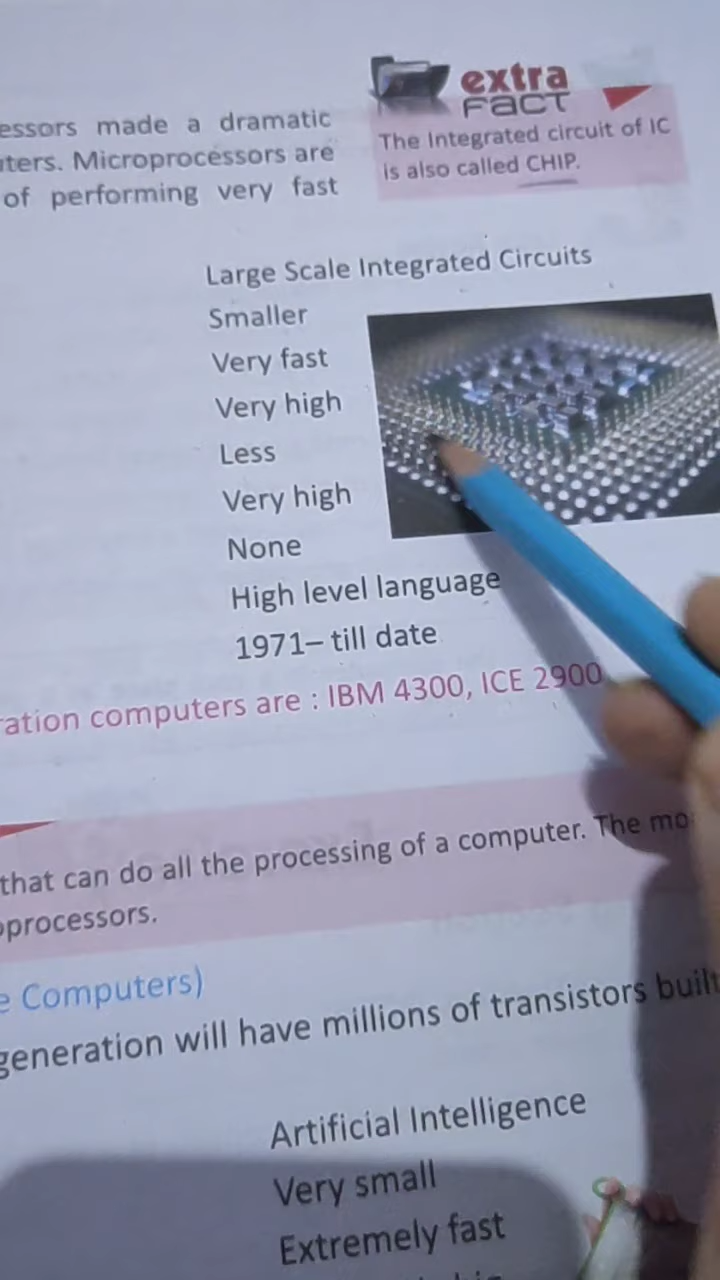 extra
FACT
The Integrated circuit of IC
is also called CHIP.
essors made a dramatic
ters. Microprocessors are
of performing very fast
Large Scale Integrated Circuits
Smaller
Very fast
Very high
Less
Very high
None
High level language
1971– till date
ation computers are : IBM 4300, ICE 2900
that can do all the processing of a computer. The mo
processors.
e Computers)
generation will have millions of transistors built
Artificial Intelligence
Very small
Extremely fast